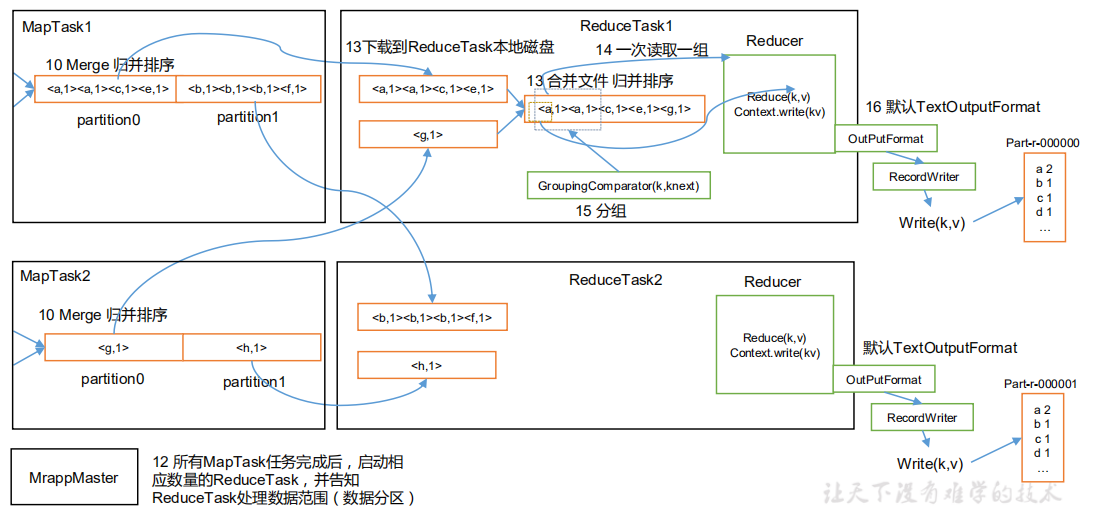 MapTask1
10 Merge 归并排序
<a,1><a,1><c,1><e,1>
<b,1><b,1><b,1><f,1>
partition0
partition1
ReduceTask1
13下载到ReduceTask本地磁盘
14 一次读取一组
Reducer
<a,1><a,1><c,1><e,1>
13 合并文件 归并排序
<a,1><a,1><c,1><e,1><g,1>
<g,1>
Reduce(k,v)
Context.write(kv)
GroupingComparator(k,knext)
15 分组
16 默认TextOutputFormat
OutPutFormat
RecordWriter
Write(k,v)
Part-r-000000
a 2
b 1
c 1
d 1
...
MapTask2
10 Merge 归并排序
<g,1>
<h,1>
partition0
partition1
ReduceTask2
Reducer
<b,1><b,1><b,1><f,1>
<h,1>
Reduce(k,v)
Context.write(kv)
默认TextOutputFormat
OutPutFormat
RecordWriter
Write(k,v)
Part-r-000001
a 2
b 1
c 1
d 1
...
MrappMaster
12 所有MapTask任务完成后，启动相
应数量的ReduceTask，并告知
ReduceTask处理数据范围（数据分区）
让天下没有难学的技术